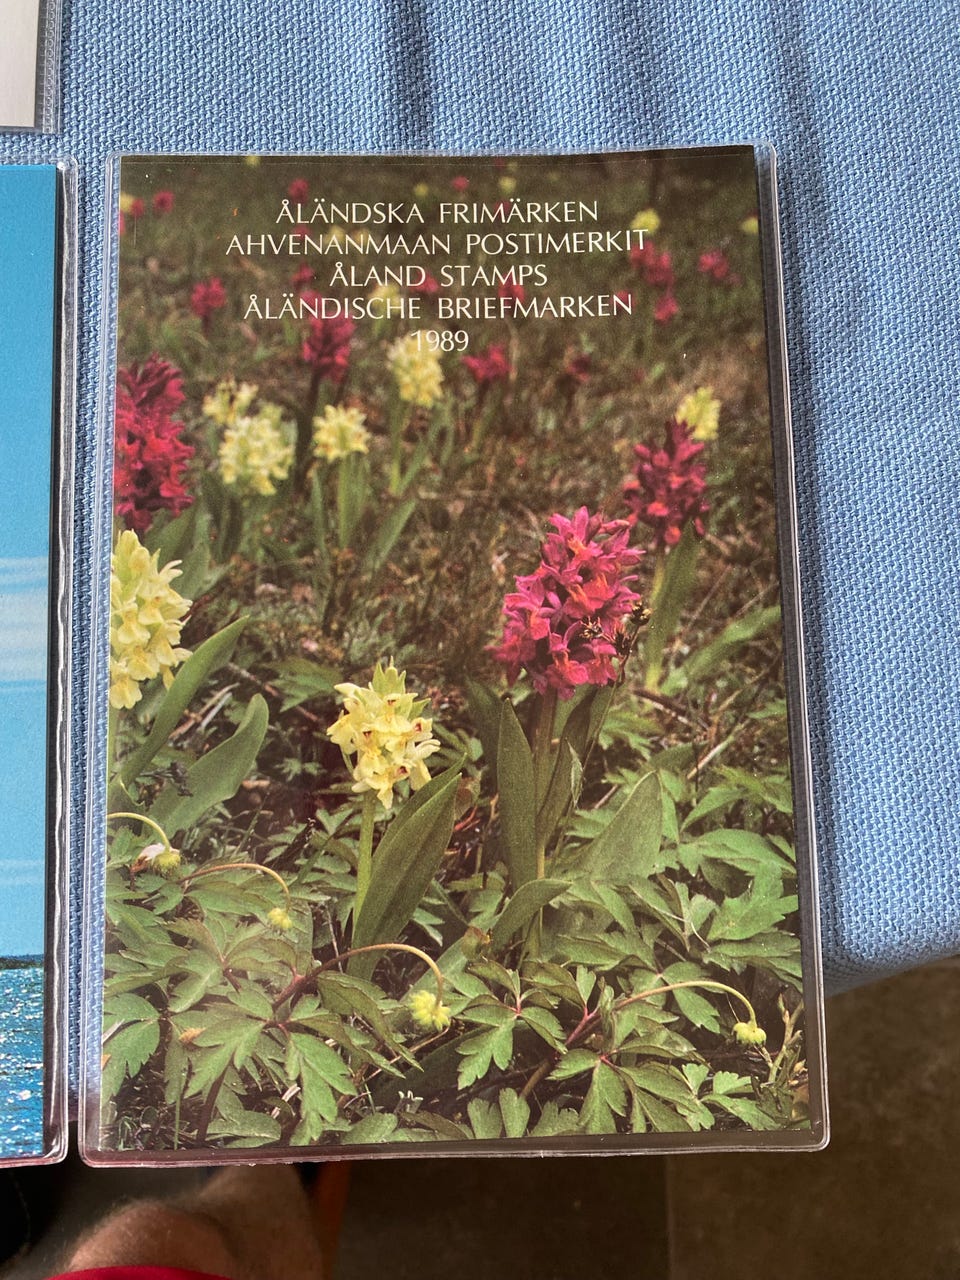 ÅLÄNDSKA FRIMÄRKEN
AHVENANMAAN POSTIMERKIT
ÅLAND STAMPS
ÅLÄNDISCHE BRIEFMARKEN
1989